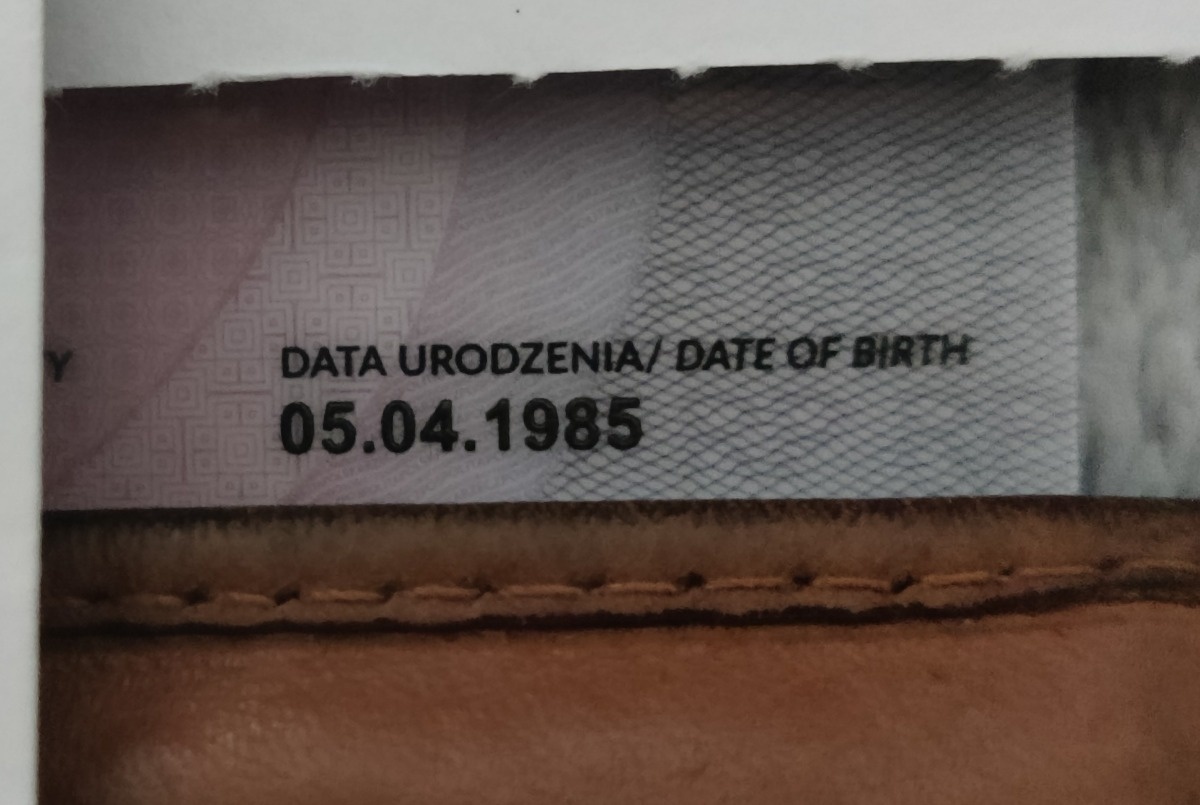 Y
DATA URODZENIA/ DATE OF BIRTH
05.04.1985